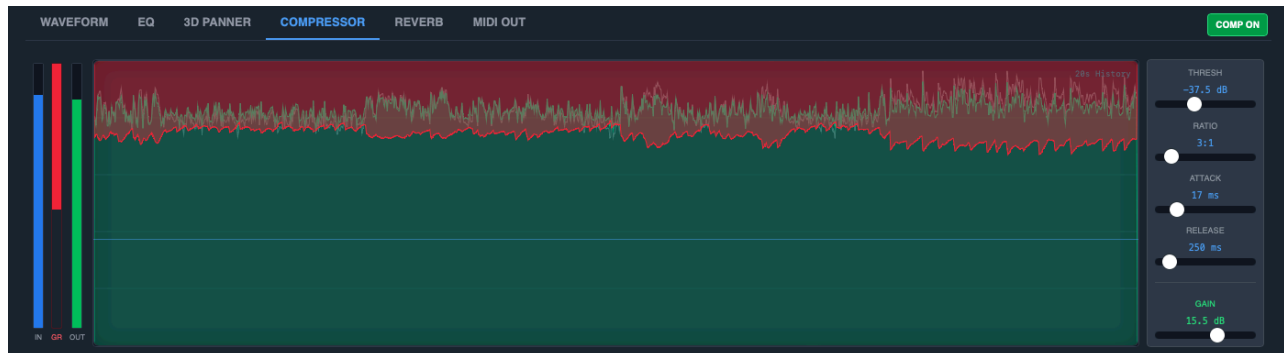 WAVEFORM EQ 3D PANNER COMPRESSOR REVERB MIDI OUT COMP ON
20s History
THRESH
-37.5 dB
RATIO
3:1
ATTACK
17 ms
RELEASE
250 ms
GAIN
15.5 dB
IN GR OUT